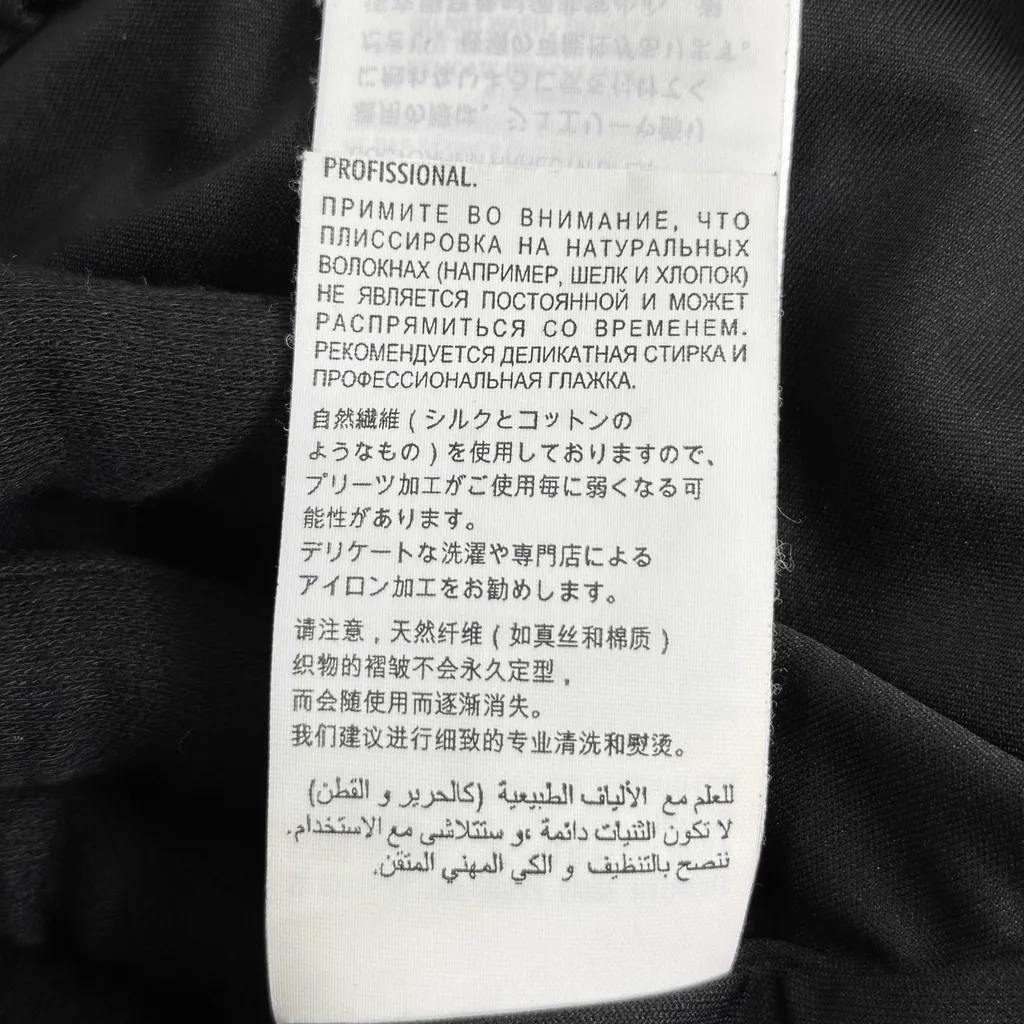 PROFISSIONAL.
ПРИМИТЕ ВО ВНИМАНИЕ, ЧТО
ПЛИССИРОВКА НА НАТУРАЛЬНЫХ
ВОЛОКНАХ (НАПРИМЕР, ШЕЛК И ХЛОПОК)
НЕ ЯВЛЯЕТСЯ ПОСТОЯННОЙ И МОЖЕТ
РАСПРЯМИТЬСЯ СО ВРЕМЕНЕМ.
РЕКОМЕНДУЕТСЯ ДЕЛИКАТНАЯ СТИРКА И
ПРОФЕССИОНАЛЬНАЯ ГЛАЖКА.
自然繊維 ( シルクとコットンの
ようなもの ) を使用しておりますので、
プリーツ加工がご使用毎に弱くなる可
能性があります。
デリケートな洗濯や専門店による
アイロン加工をお勧めします。
请注意，天然纤维 ( 如真丝和棉质 )
织物的褶皱不会永久定型，
而会随使用而逐渐消失。
我们建议进行细致的专业清洗和熨烫。
للعلم مع الألياف الطبيعية (كالحرير و القطن)
لا تكون الثنيات دائمة ،و ستتلاشى مع الاستخدام.
ننصح بالتنظيف و الكي المهني المتقن.